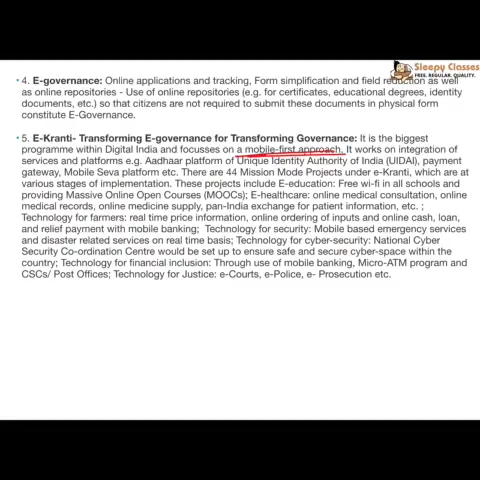 Sleepy Classes
FREE. REGULAR. QUALITY.
• 4. E-governance: Online applications and tracking, Form simplification and field reduction as well
as online repositories - Use of online repositories (e.g. for certificates, educational degrees, identity
documents, etc.) so that citizens are not required to submit these documents in physical form
constitute E-Governance.
• 5. E-Kranti- Transforming E-governance for Transforming Governance: It is the biggest
programme within Digital India and focusses on a mobile-first approach. It works on integration of
services and platforms e.g. Aadhaar platform of Unique Identity Authority of India (UIDAI), payment
gateway, Mobile Seva platform etc. There are 44 Mission Mode Projects under e-Kranti, which are at
various stages of implementation. These projects include E-education: Free wi-fi in all schools and
providing Massive Online Open Courses (MOOCs); E-healthcare: online medical consultation, online
medical records, online medicine supply, pan-India exchange for patient information, etc. ;
Technology for farmers: real time price information, online ordering of inputs and online cash, loan,
and relief payment with mobile banking; Technology for security: Mobile based emergency services
and disaster related services on real time basis; Technology for cyber-security: National Cyber
Security Co-ordination Centre would be set up to ensure safe and secure cyber-space within the
country; Technology for financial inclusion: Through use of mobile banking, Micro-ATM program and
CSCs/ Post Offices; Technology for Justice: e-Courts, e-Police, e- Prosecution etc.